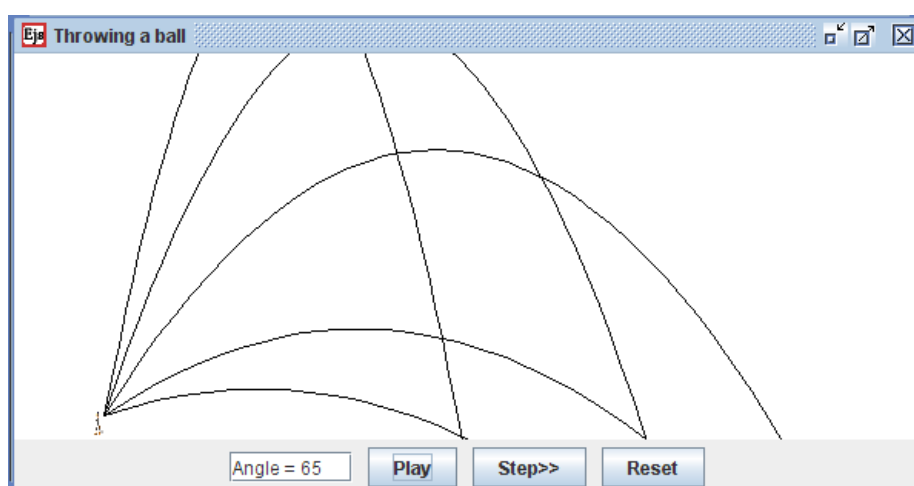 Ejs Throwing a ball
Angle = 65 Play Step>> Reset